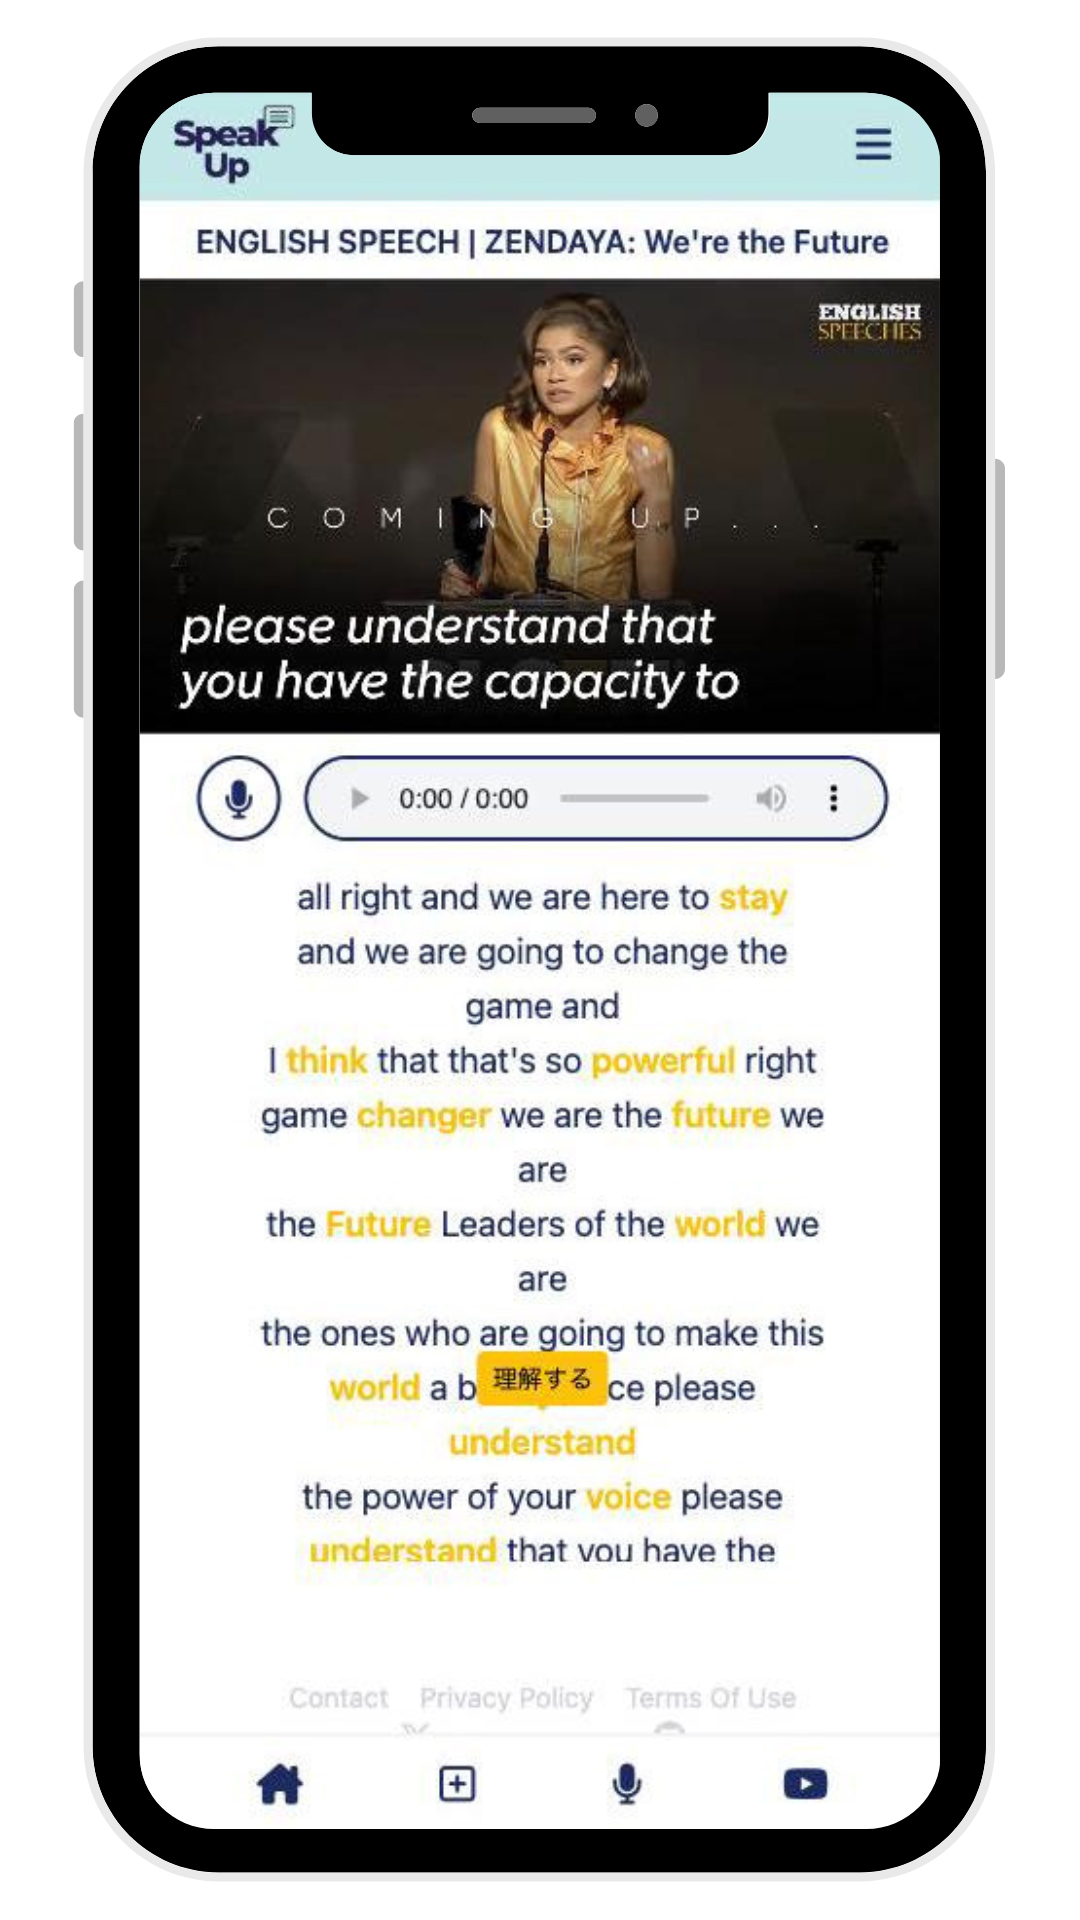 Speak
Up
ENGLISH SPEECH | ZENDAYA: We're the Future
ENGLISH
SPEECHES
COMING UP...
please understand that
you have the capacity to
0:00 / 0:00
all right and we are here to stay
and we are going to change the
game and
I think that that's so powerful right
game changer we are the future we
are
the Future Leaders of the world we
are
the ones who are going to make this
理解する
world a b ce please
understand
the power of your voice please
understand that you have the
Contact Privacy Policy Terms Of Use